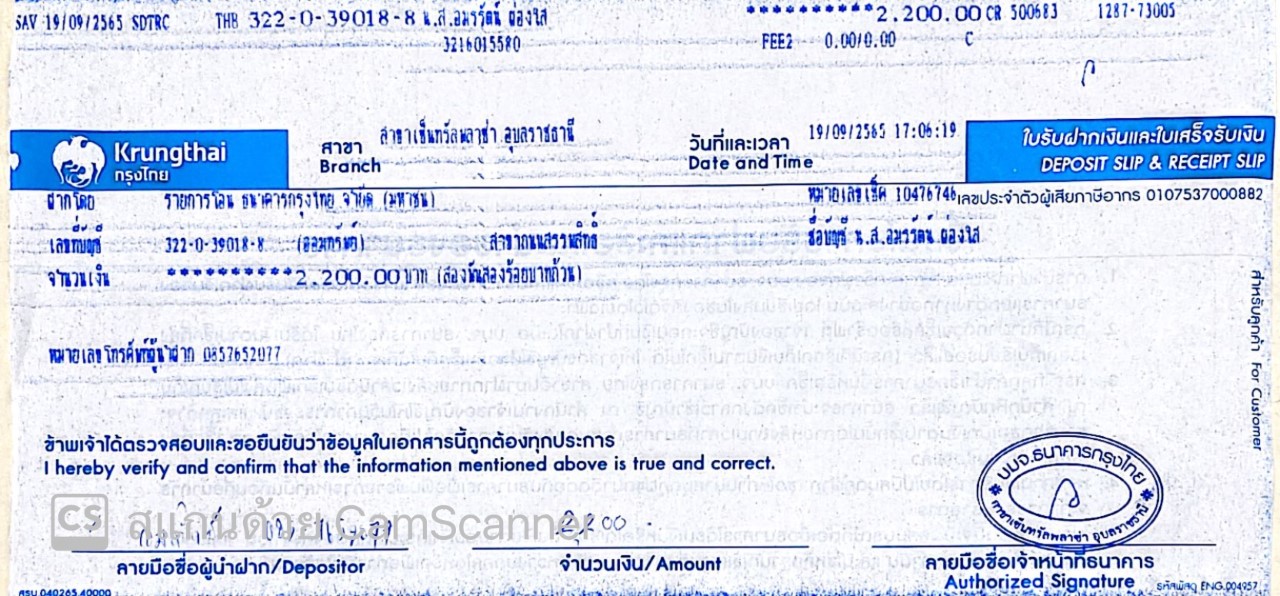 SAV 19/09/2565 SDTRC THB 322-0-39018-8 น.ส.อมรรัตน์ ผ่องใส **********2,200.00 CR 500683 1287-73005
3216015580 FEE2 0.00/0.00 C
Krungthai
กรุงไทย
สาขา
Branch
สาขาเซ็นทรัลพลาซ่า อุบลราชธานี
วันที่และเวลา
Date and Time
19/09/2565 17:06:19
ใบรับฝากเงินและใบเสร็จรับเงิน
DEPOSIT SLIP & RECEIPT SLIP
ฝากโดย รายการโอน ธนาคารกรุงไทย จำกัด (มหาชน) หมายเลขเช็ค 10476746 เลขประจำตัวผู้เสียภาษีอากร 0107537000882
เลขที่บัญชี 322-0-39018-8 (ออมทรัพย์) สาขาถนนสรรพสิทธิ์ ชื่อบัญชี น.ส.อมรรัตน์ ผ่องใส
จำนวนเงิน **********2,200.00 บาท (สองพันสองร้อยบาทถ้วน)
หมายเลขโทรศัพท์ผู้นำฝาก 0857652077
สำหรับลูกค้า For Customer
ข้าพเจ้าได้ตรวจสอบและขอยืนยันว่าข้อมูลในเอกสารนี้ถูกต้องทุกประการ
I hereby verify and confirm that the information mentioned above is true and correct.
บมจ.ธนาคารกรุงไทย
สาขาเซ็นทรัลพลาซ่า อุบลราชธานี
CS สแกนด้วย CamScanner
2,200 -
ลายมือชื่อผู้นำฝาก/Depositor
จำนวนเงิน/Amount
ลายมือชื่อเจ้าหน้าที่ธนาคาร
Authorized Signature
รหัสพัสดุ ENG.004957